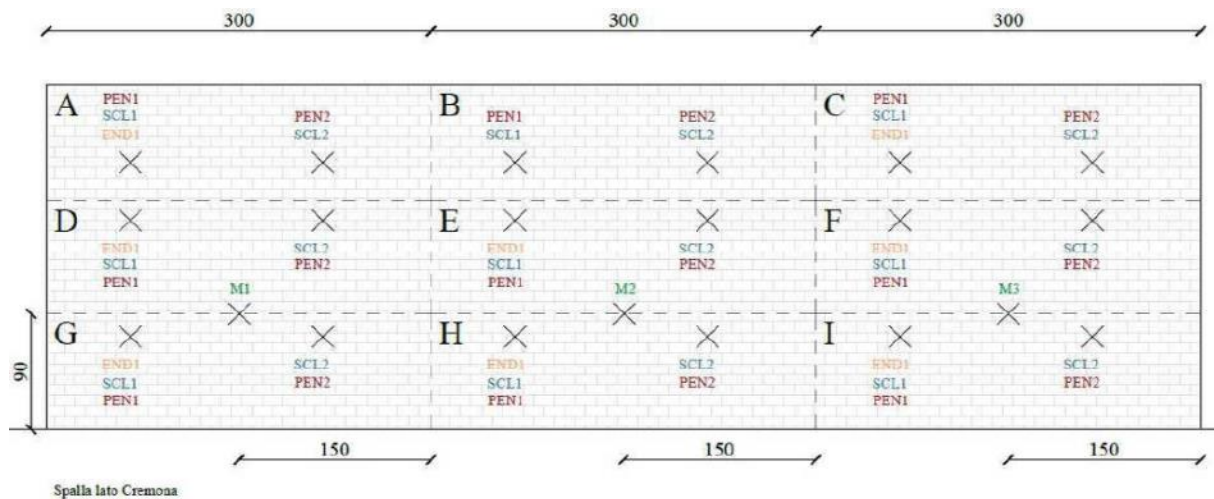 300 300 300
A PEN1 B C PEN1
SCL1 PEN2 PEN1 PEN2 SCL1 PEN2
END1 SCL2 SCL1 SCL2 END1 SCL2
D E F
END1 SCL2 END1 SCL2 END1 SCL2
SCL1 PEN2 SCL1 PEN2 SCL1 PEN2
PEN1 PEN1 PEN1
M1 M2 M3
G H I
90
END1 SCL2 END1 SCL2 END1 SCL2
SCL1 PEN2 SCL1 PEN2 SCL1 PEN2
PEN1 PEN1 PEN1
150 150 150
Spalla lato Cremona